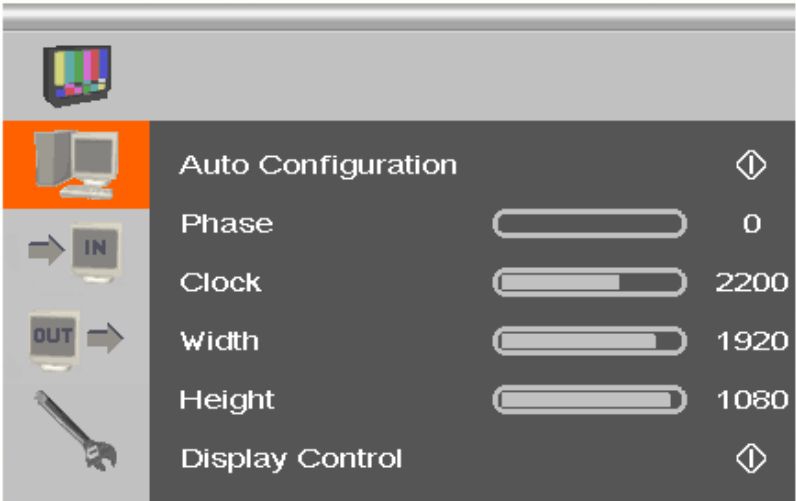 Auto Configuration
Phase 0
IN
Clock 2200
OUT
Width 1920
Height 1080
Display Control